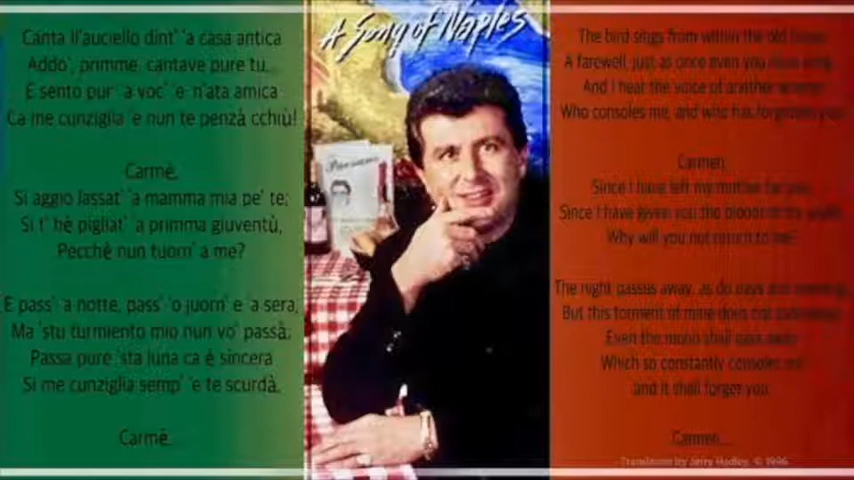 Canta ll'auciello dint' 'a casa antica
Addo', primme, cantave pure tu...
E sento pur' 'a voc' 'e 'n'ata amica
Ca me cunziglia 'e nun te penzà cchiù!
Carmè,
Si aggio lassat' 'a mamma mia pe' te;
Si t' hè pigliat' 'a primma giuventù,
Pecchè nun tuorn' a me?
E pass' 'a notte, pass' 'o juorn' e 'a sera,
Ma 'stu turmiento mio nun vo' passà;
Passa pure 'sta luna ca è sincera
Si me cunziglia semp' 'e te scurdà,
Carmè...
A Song of Naples
The bird sings from within the old house
A farewell, just as once even you
And I hear the voice of another
Who consoles me, and who has forgotten you
Carmen,
Since I have left my mother for you,
Since I have given you the bloom of my youth,
Why will you not return to me?
The night passes away, as do days and evening,
But this torment of mine does not
Even the moon shall pass away
Which so constantly consoles me
and it shall forget you
Carmen...
Translation by Jerry Hadley, © 1996